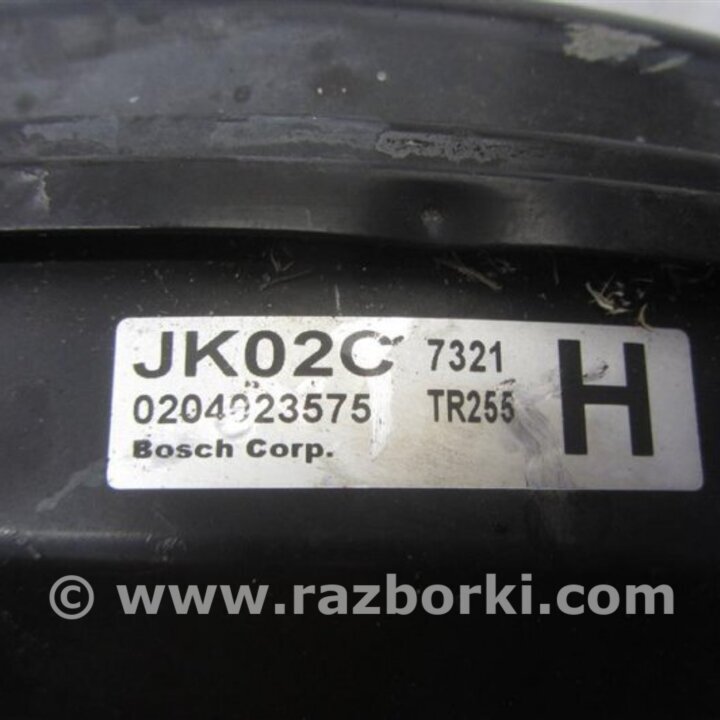 JK02C 7321 H
0204023575 TR255
Bosch Corp.
© www.razborki.com